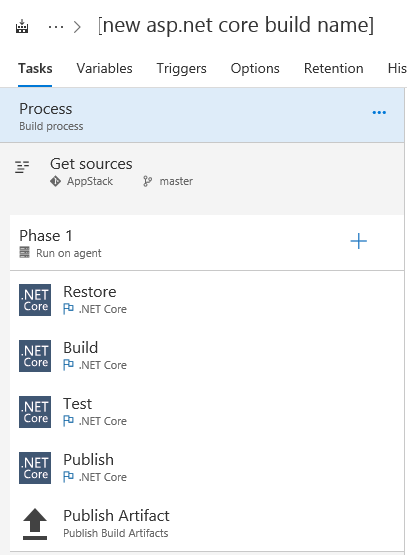 ... > [new asp.net core build name]
Tasks Variables Triggers Options Retention His
Process ...
Build process
Get sources
AppStack master
Phase 1 +
Run on agent
.NET Core Restore
.NET Core
.NET Core Build
.NET Core
.NET Core Test
.NET Core
.NET Core Publish
.NET Core
Publish Artifact
Publish Build Artifacts